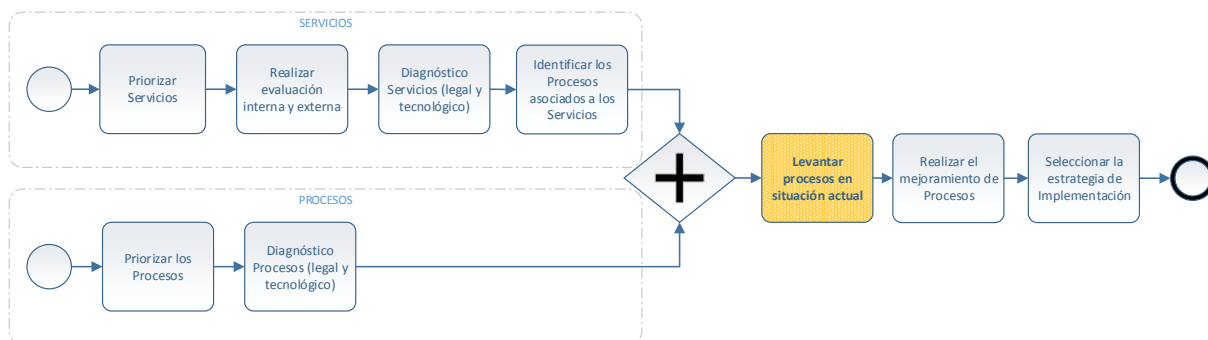 SERVICIOS
Priorizar
Servicios
Realizar
evaluación
interna y externa
Diagnóstico
Servicios (legal y
tecnológico)
Identificar los
Procesos
asociados a los
Servicios
Levantar
procesos en
situación actual
Realizar el
mejoramiento de
Procesos
Seleccionar la
estrategia de
Implementación
PROCESOS
Priorizar los
Procesos
Diagnóstico
Procesos (legal y
tecnológico)